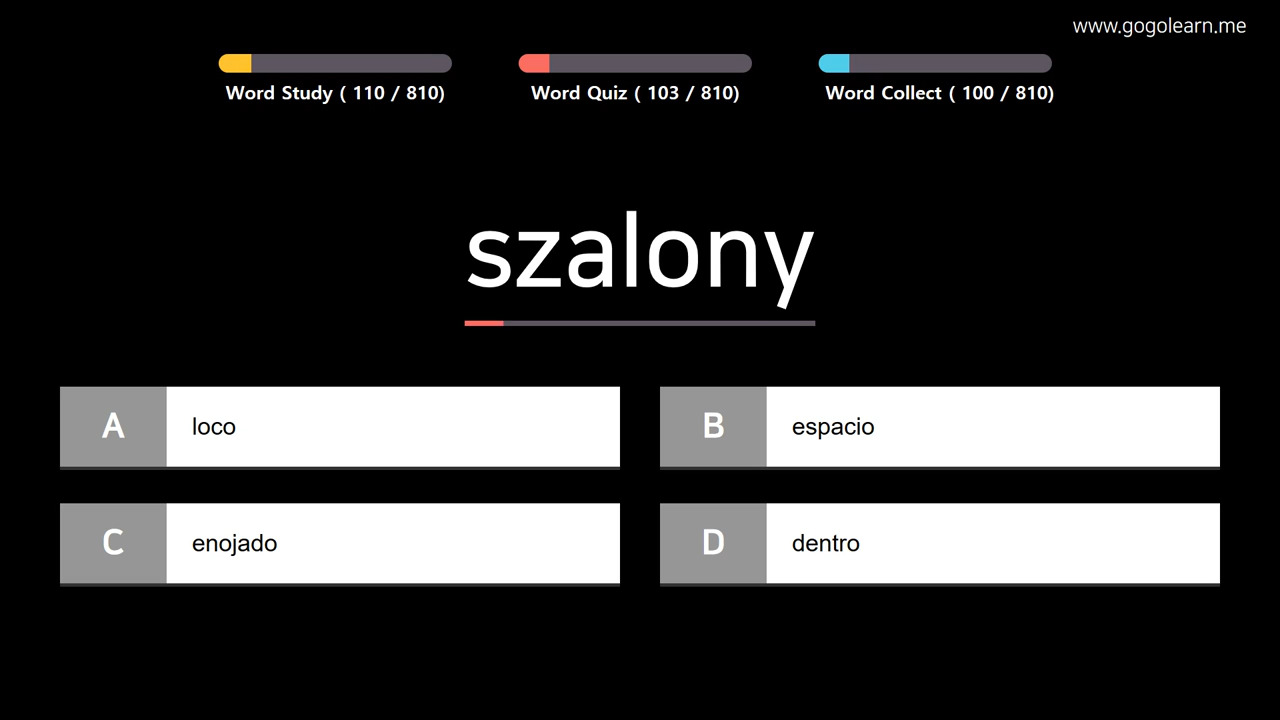 www.gogolearn.me
Word Study ( 110 / 810)
Word Quiz ( 103 / 810)
Word Collect ( 100 / 810)
szalony
A loco
B espacio
C enojado
D dentro